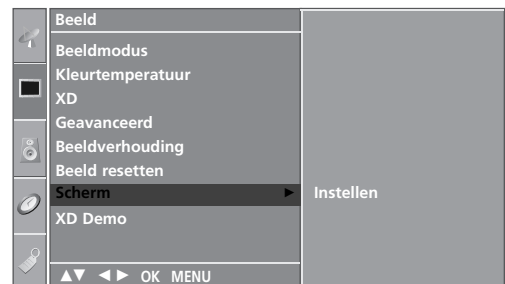 Beeld
Beeldmodus
Kleurtemperatuur
XD
Geavanceerd
Beeldverhouding
Beeld resetten
Scherm ► Instellen
XD Demo
▲▼ ◄► OK MENU